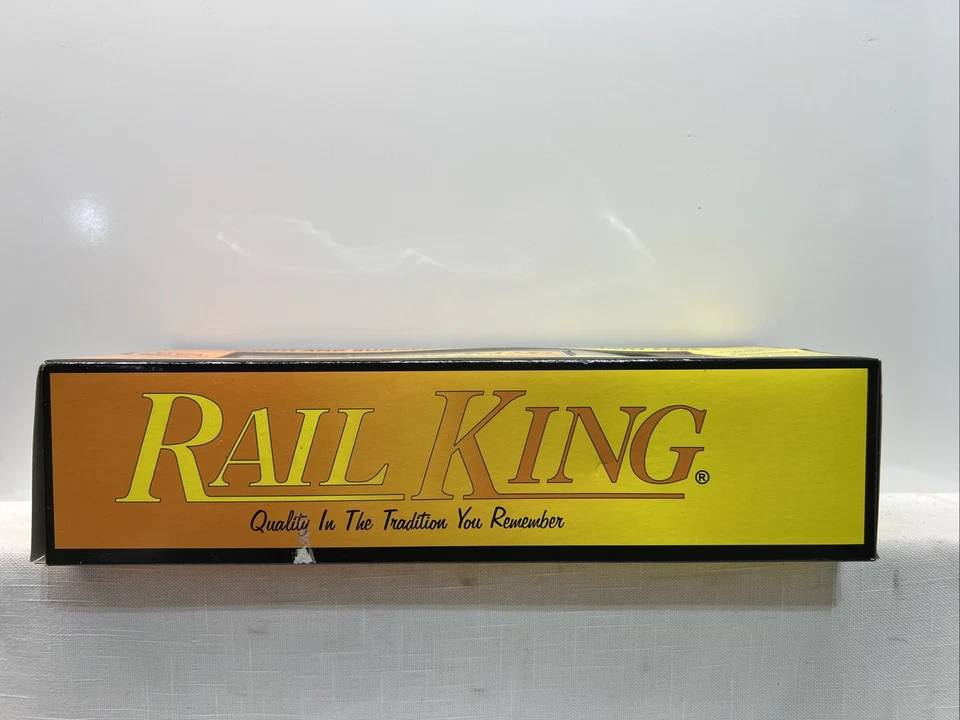 RAIL KING®
Quality In The Tradition You Remember